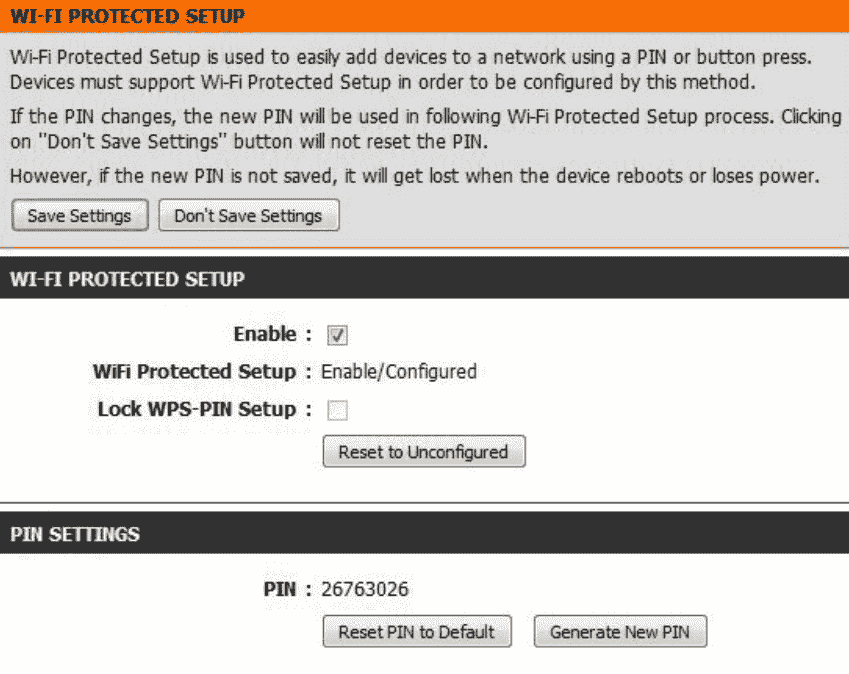 WI-FI PROTECTED SETUP
Wi-Fi Protected Setup is used to easily add devices to a network using a PIN or button press.
Devices must support Wi-Fi Protected Setup in order to be configured by this method.
If the PIN changes, the new PIN will be used in following Wi-Fi Protected Setup process. Clicking
on "Don't Save Settings" button will not reset the PIN.
However, if the new PIN is not saved, it will get lost when the device reboots or loses power.
Save Settings Don't Save Settings
WI-FI PROTECTED SETUP
Enable :
WiFi Protected Setup : Enable/Configured
Lock WPS-PIN Setup :
Reset to Unconfigured
PIN SETTINGS
PIN : 26763026
Reset PIN to Default Generate New PIN